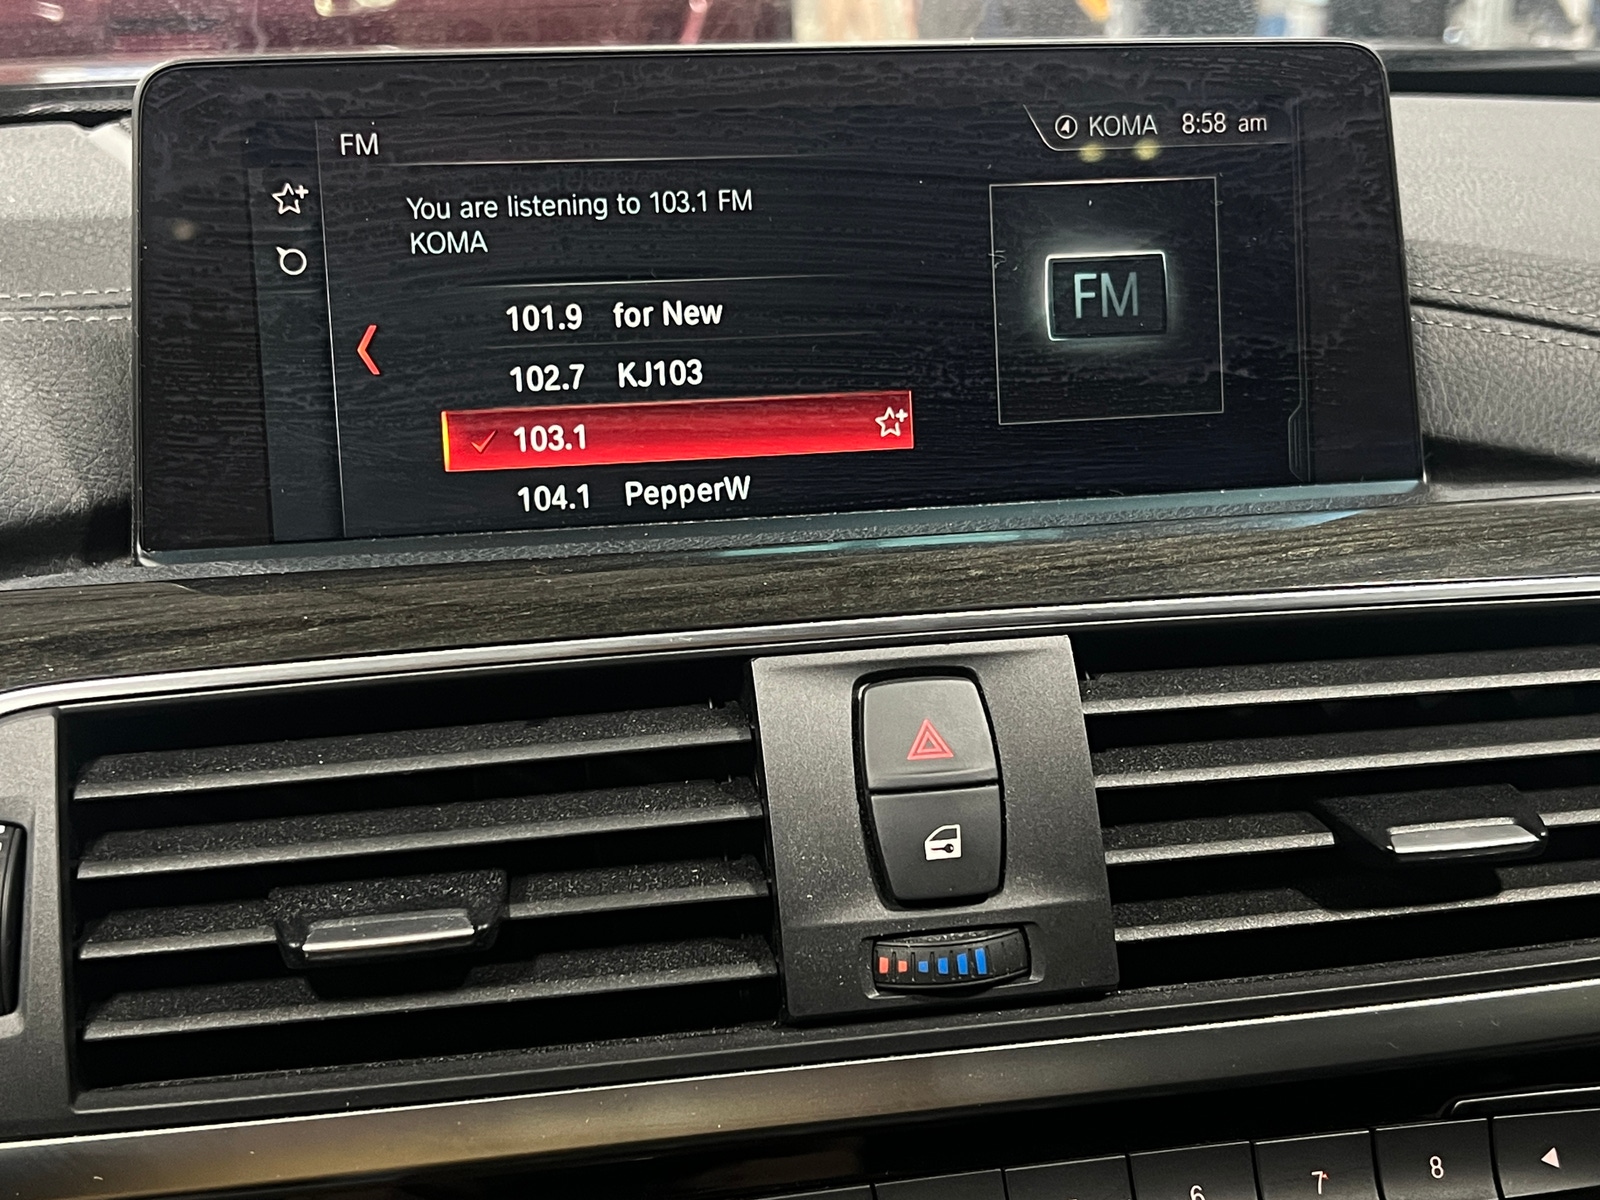 FM
KOMA 8:58 am
You are listening to 103.1 FM
KOMA
FM
101.9 for New
102.7 KJ103
103.1
104.1 PepperW
6 7 8